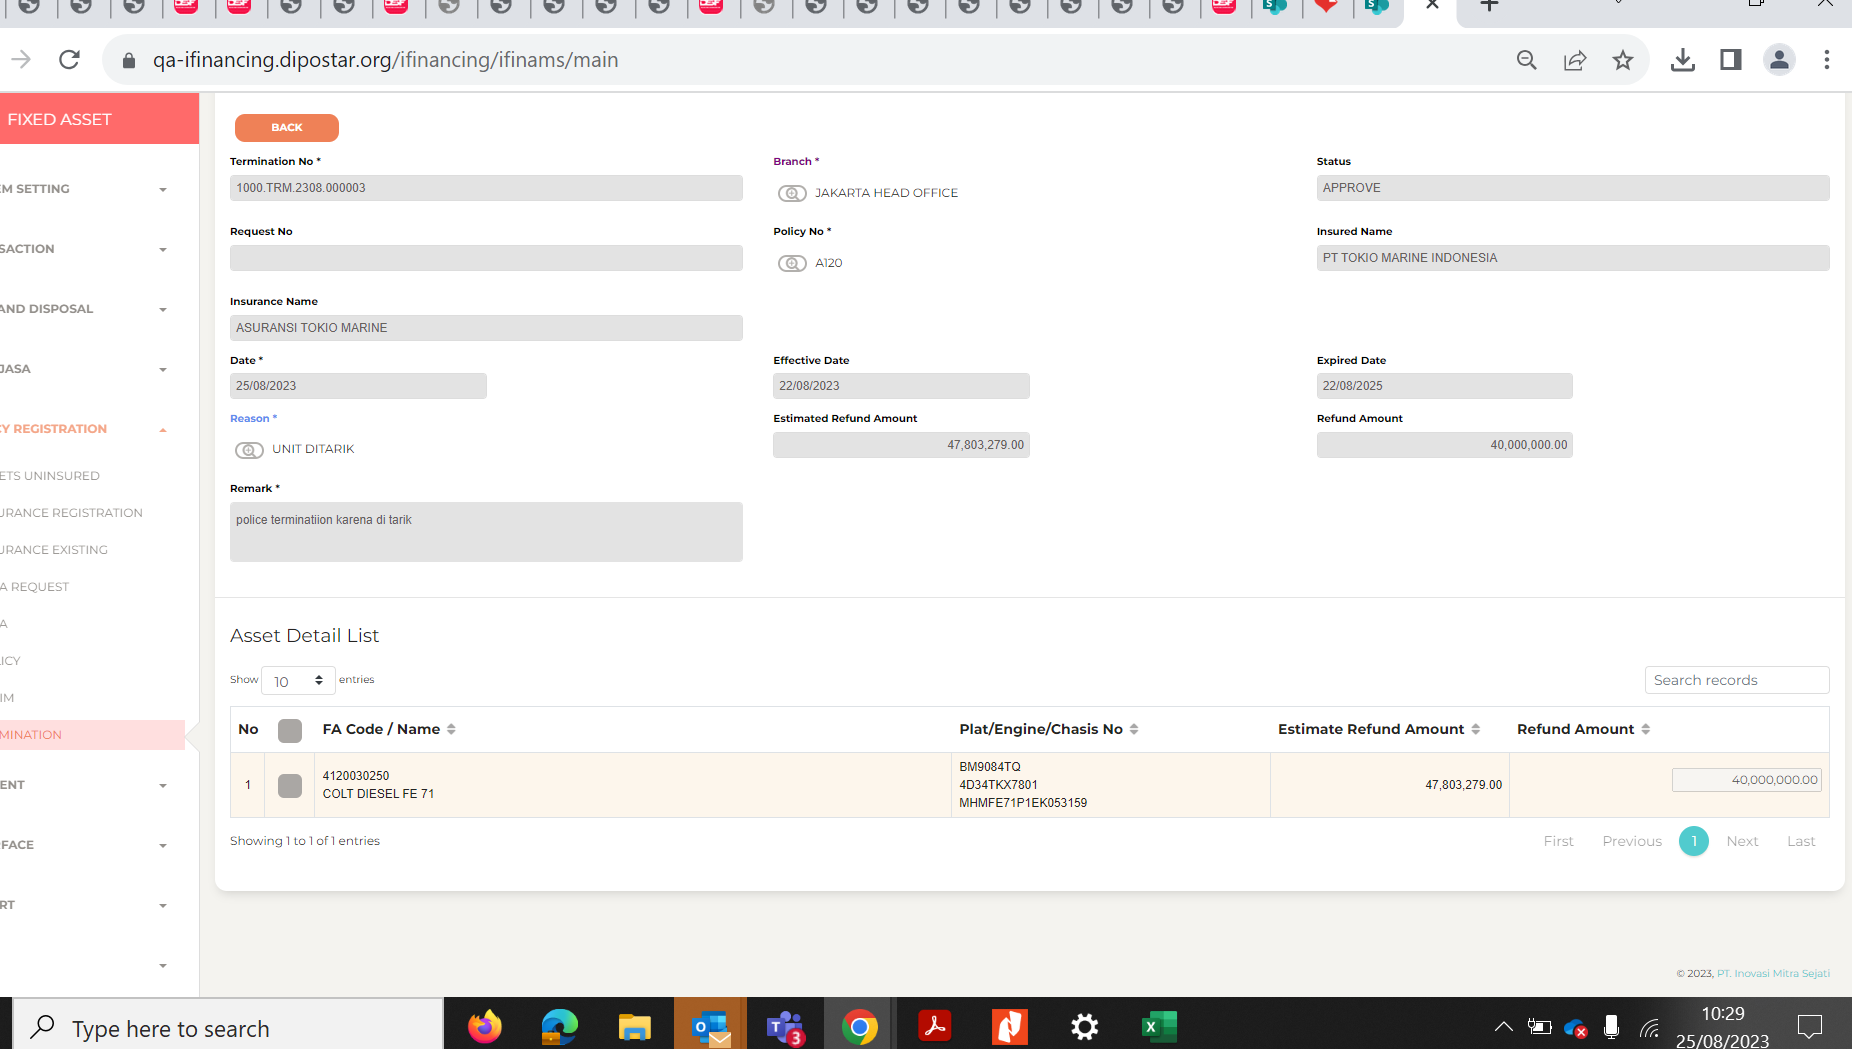 qa-ifinancing.dipostar.org/ifinancing/ifinams/main
FIXED ASSET
BACK
Termination No *
Branch *
Status
1000.TRM.2308.000003
JAKARTA HEAD OFFICE
APPROVE
Request No
Policy No *
Insured Name
A120
PT TOKIO MARINE INDONESIA
Insurance Name
ASURANSI TOKIO MARINE
Date *
Effective Date
Expired Date
25/08/2023
22/08/2023
22/08/2025
Reason *
Estimated Refund Amount
Refund Amount
UNIT DITARIK
47,803,279.00
40,000,000.00
Remark *
police terminatiion karena di tarik
EM SETTING
SACTION
AND DISPOSAL
JASA
CY REGISTRATION
ETS UNINSURED
URANCE REGISTRATION
URANCE EXISTING
A REQUEST
A
ICY
IM
MINATION
ENT
FACE
RT
Asset Detail List
Show 10 entries
Search records
No FA Code / Name Plat/Engine/Chasis No Estimate Refund Amount Refund Amount
1
4120030250
COLT DIESEL FE 71
BM9084TQ
4D34TKX7801
MHMFE71P1EK053159
47,803,279.00
40,000,000.00
Showing 1 to 1 of 1 entries
First Previous 1 Next Last
© 2023, PT. Inovasi Mitra Sejati
Type here to search
3
10:29
25/08/2023